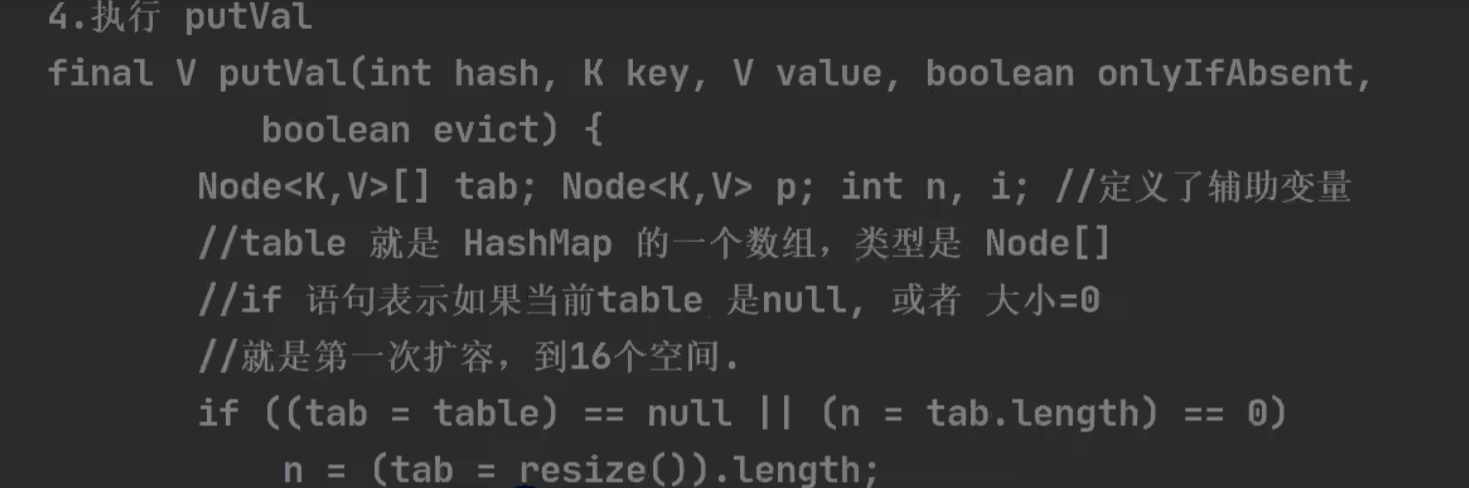 4.执行 putVal
final V putVal(int hash, K key, V value, boolean onlyIfAbsent,
boolean evict) {
Node<K,V>[] tab; Node<K,V> p; int n, i; //定义了辅助变量
//table 就是 HashMap 的一个数组，类型是 Node[]
//if 语句表示如果当前table 是null, 或者 大小=0
//就是第一次扩容，到16个空间.
if ((tab = table) == null || (n = tab.length) == 0)
n = (tab = resize()).length;